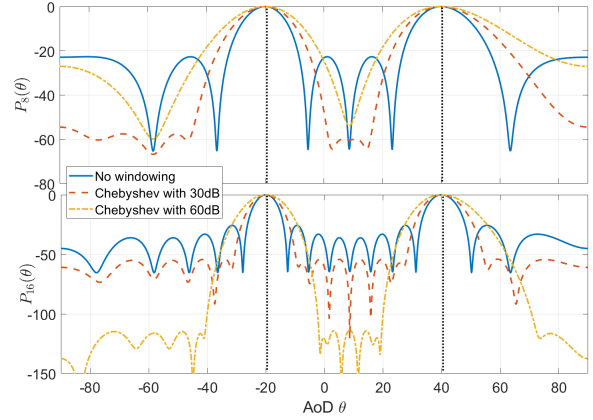 0
-20
-40
-60
-80
P₈(θ)
No windowing
Chebyshev with 30dB
Chebyshev with 60dB
0
-50
-100
-150
P₁₆(θ)
-80 -60 -40 -20 0 20 40 60 80
AoD θ